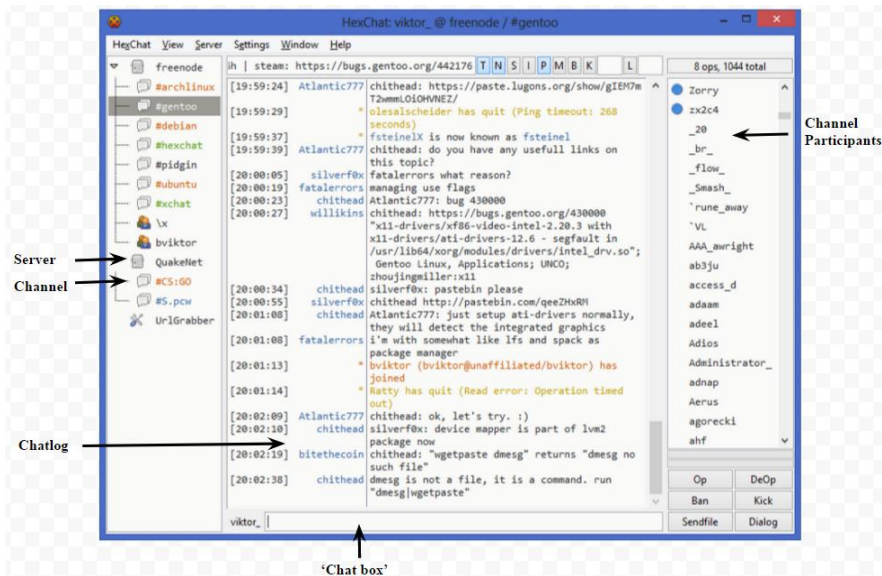 HexChat: viktor_ @ freenode / #gentoo
HexChat View Server Settings Window Help
ih | steam: https://bugs.gentoo.org/442176 T N S I P M B K L
8 ops, 1044 total
freenode
#archlinux
#gentoo
#debian
#hexchat
#pidgin
#ubuntu
#xchat
\x
bviktor
QuakeNet
#CS:GO
#S.pcw
UrlGrabber
Server
Channel
Chatlog
[19:59:24] Atlantic777 chithead: https://paste.lugons.org/show/gIEM7m
T2wmmLOiOHVNEZ/
[19:59:29] * olesalscheider has quit (Ping timeout: 268
seconds)
[19:59:37] * fsteinelX is now known as fsteinel
[19:59:39] Atlantic777 chithead: do you have any usefull links on
this topic?
[20:00:05] silverf0x fatalerrors what reason?
[20:00:19] fatalerrors managing use flags
[20:00:23] chithead Atlantic777: bug 430000
[20:00:27] willikins chithead: https://bugs.gentoo.org/430000
"x11-drivers/xf86-video-intel-2.20.3 with
x11-drivers/ati-drivers-12.6 - segfault in
/usr/lib64/xorg/modules/drivers/intel_drv.so";
Gentoo Linux, Applications; UNCO;
zhoujingmiller:x11
[20:00:34] chithead silverf0x: pastebin please
[20:00:55] silverf0x chithead http://pastebin.com/qeeZHxRM
[20:01:08] chithead Atlantic777: just setup ati-drivers normally,
they will detect the integrated graphics
[20:01:08] fatalerrors i'm with somewhat like lfs and spack as
package manager
[20:01:13] * bviktor (bviktor@unaffiliated/bviktor) has
joined
[20:01:14] * Ratty has quit (Read error: Operation timed
out)
[20:02:09] Atlantic777 chithead: ok, let's try. :)
[20:02:10] chithead silverf0x: device mapper is part of lvm2
package now
[20:02:19] bitethecoin chithead: "wgetpaste dmesg" returns "dmesg no
such file"
[20:02:38] chithead dmesg is not a file, it is a command. run
"dmesg|wgetpaste"
viktor_
Zorry
zx2c4
_20
_br_
_flow_
_Smash_
`rune_away
`VL
AAA_awright
ab3ju
access_d
adaam
adeel
Adios
Administrator_
adnap
Aerus
agorecki
ahf
Op DeOp
Ban Kick
Sendfile Dialog
Channel
Participants
'Chat box'